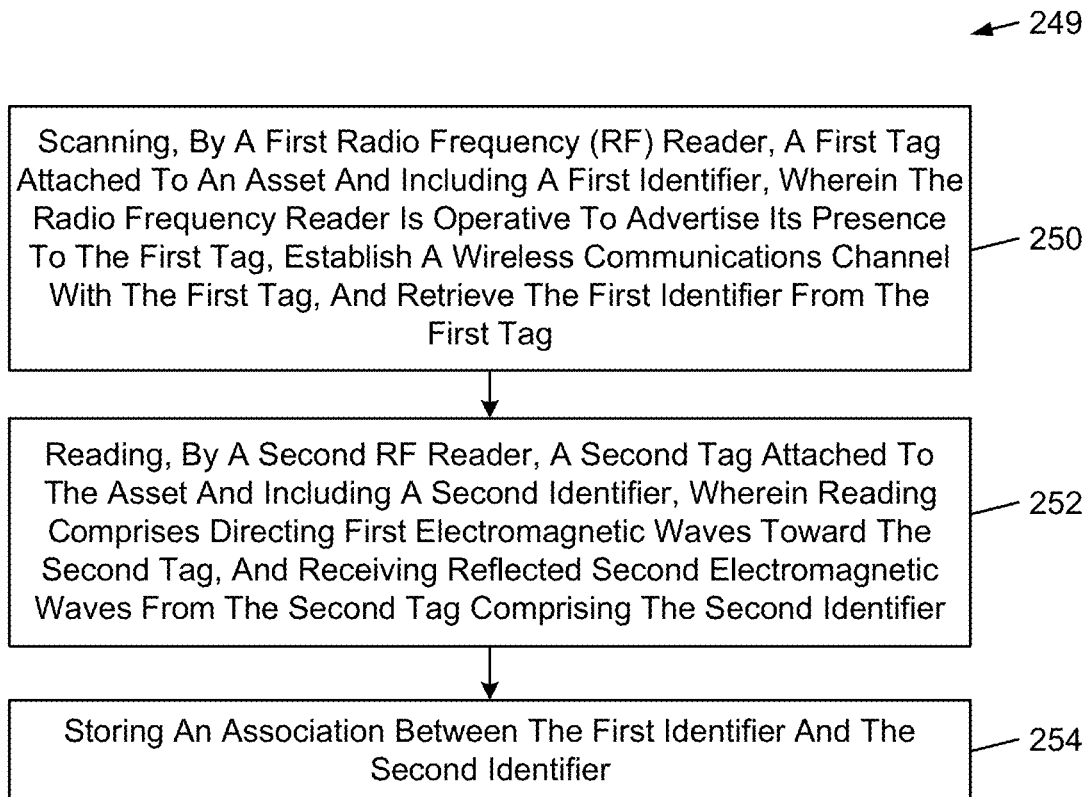 249
Scanning, By A First Radio Frequency (RF) Reader, A First Tag
Attached To An Asset And Including A First Identifier, Wherein The
Radio Frequency Reader Is Operative To Advertise Its Presence
To The First Tag, Establish A Wireless Communications Channel
With The First Tag, And Retrieve The First Identifier From The
First Tag
250
Reading, By A Second RF Reader, A Second Tag Attached To
The Asset And Including A Second Identifier, Wherein Reading
Comprises Directing First Electromagnetic Waves Toward The
Second Tag, And Receiving Reflected Second Electromagnetic
Waves From The Second Tag Comprising The Second Identifier
252
Storing An Association Between The First Identifier And The
Second Identifier
254